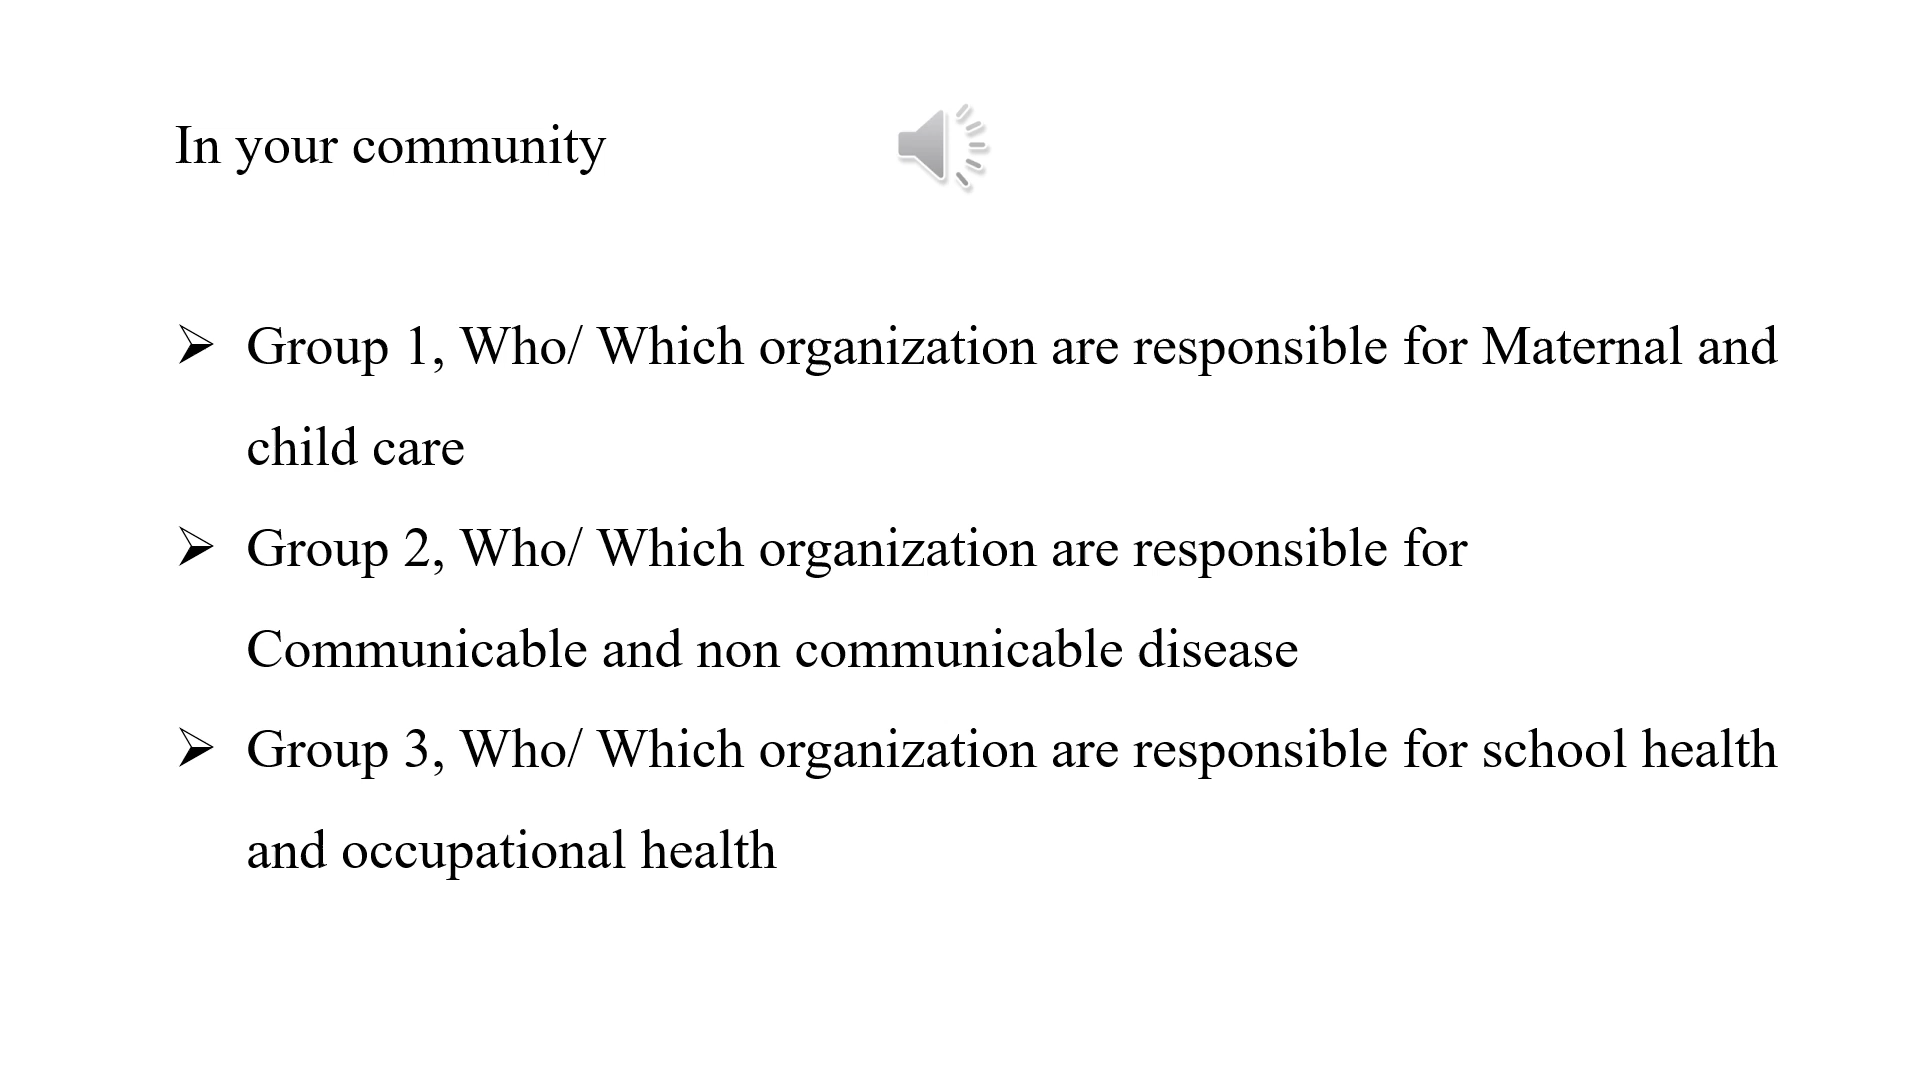 In your community
➢ Group 1, Who/ Which organization are responsible for Maternal and
child care
➢ Group 2, Who/ Which organization are responsible for
Communicable and non communicable disease
➢ Group 3, Who/ Which organization are responsible for school health
and occupational health